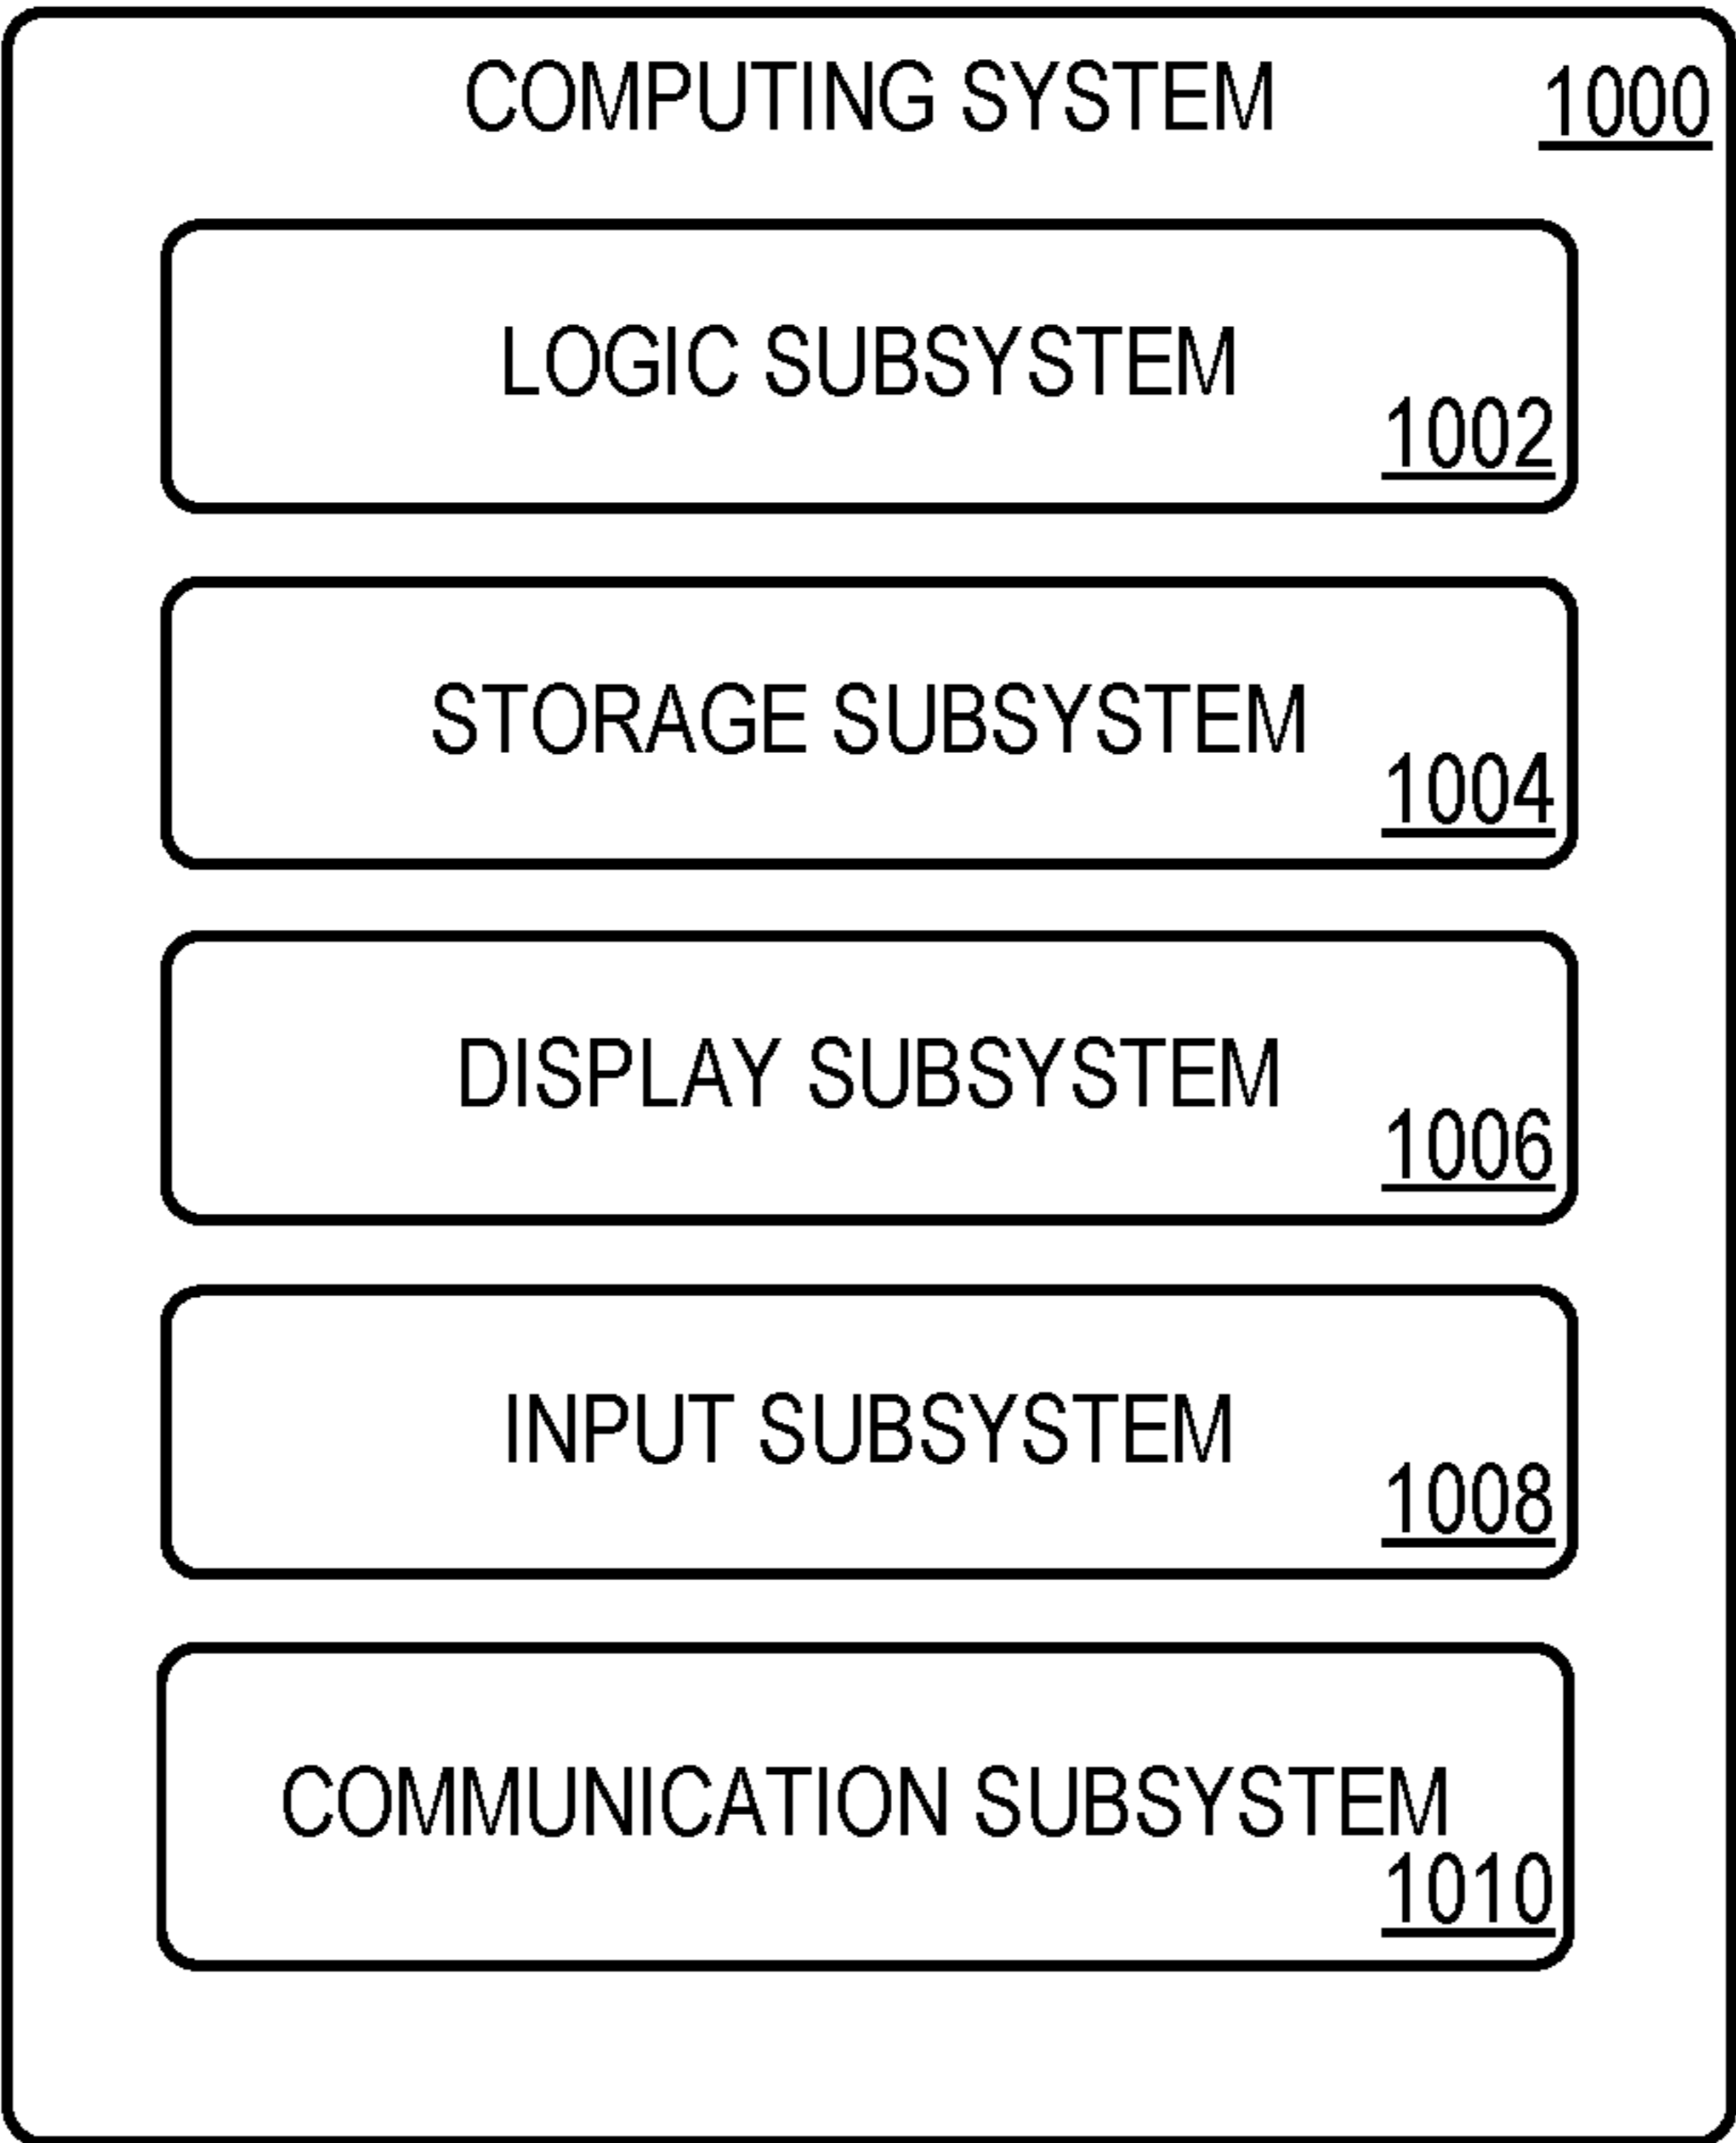 COMPUTING SYSTEM 1000
LOGIC SUBSYSTEM
1002
STORAGE SUBSYSTEM
1004
DISPLAY SUBSYSTEM
1006
INPUT SUBSYSTEM
1008
COMMUNICATION SUBSYSTEM
1010